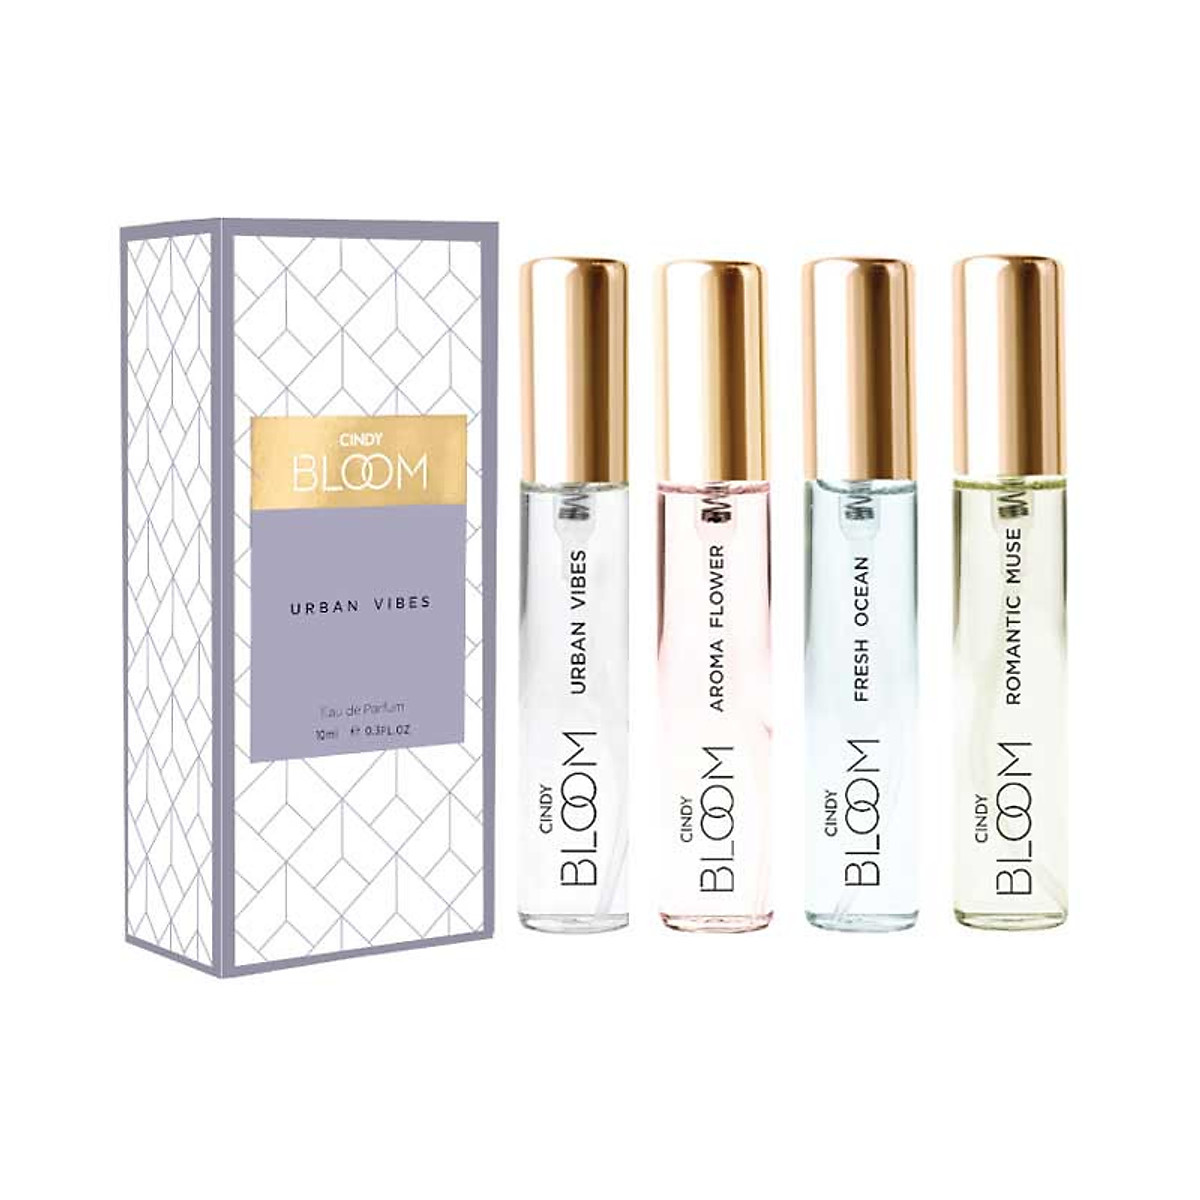 CINDY
BLOOM
URBAN VIBES
Eau de Parfum
10ml ℮ 0.3FL.OZ
URBAN VIBES
CINDY
BLOOM
AROMA FLOWER
CINDY
BLOOM
FRESH OCEAN
CINDY
BLOOM
ROMANTIC MUSE
CINDY
BLOOM